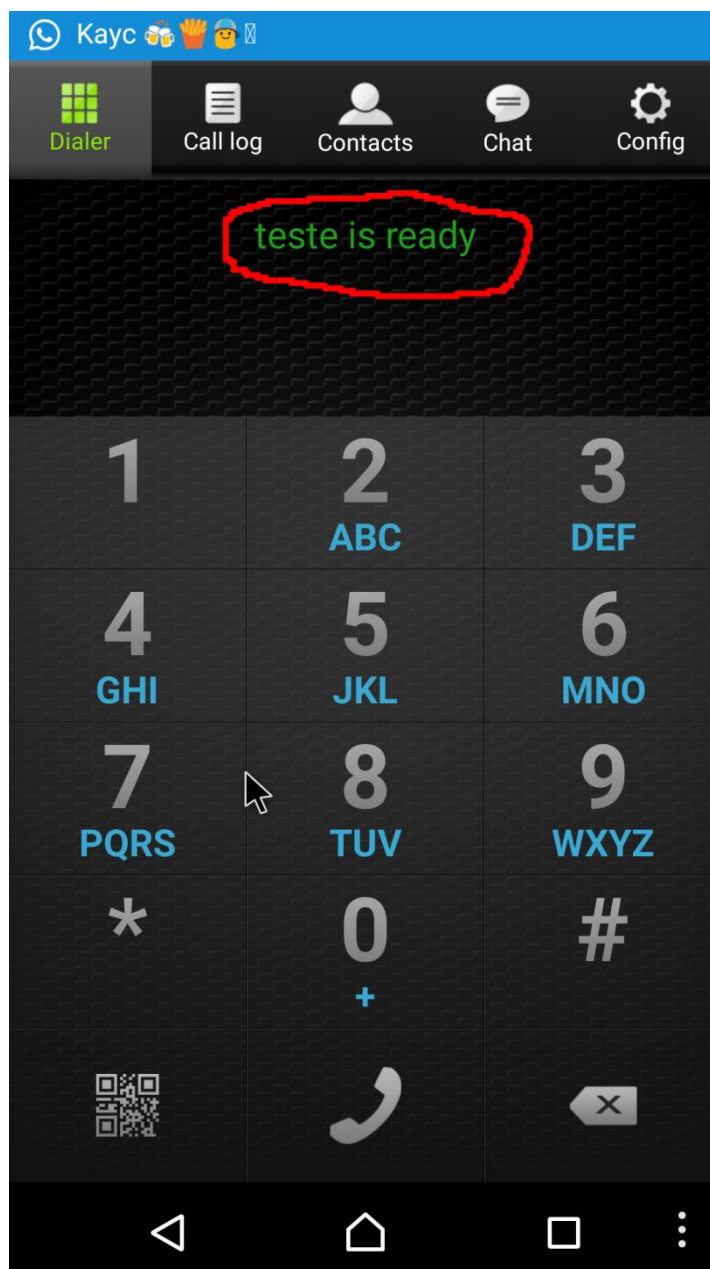 Kayc 🍻🍟👷
Dialer Call log Contacts Chat Config
teste is ready
1 2 3
ABC DEF
4 5 6
GHI JKL MNO
7 8 9
PQRS TUV WXYZ
* 0 #
+